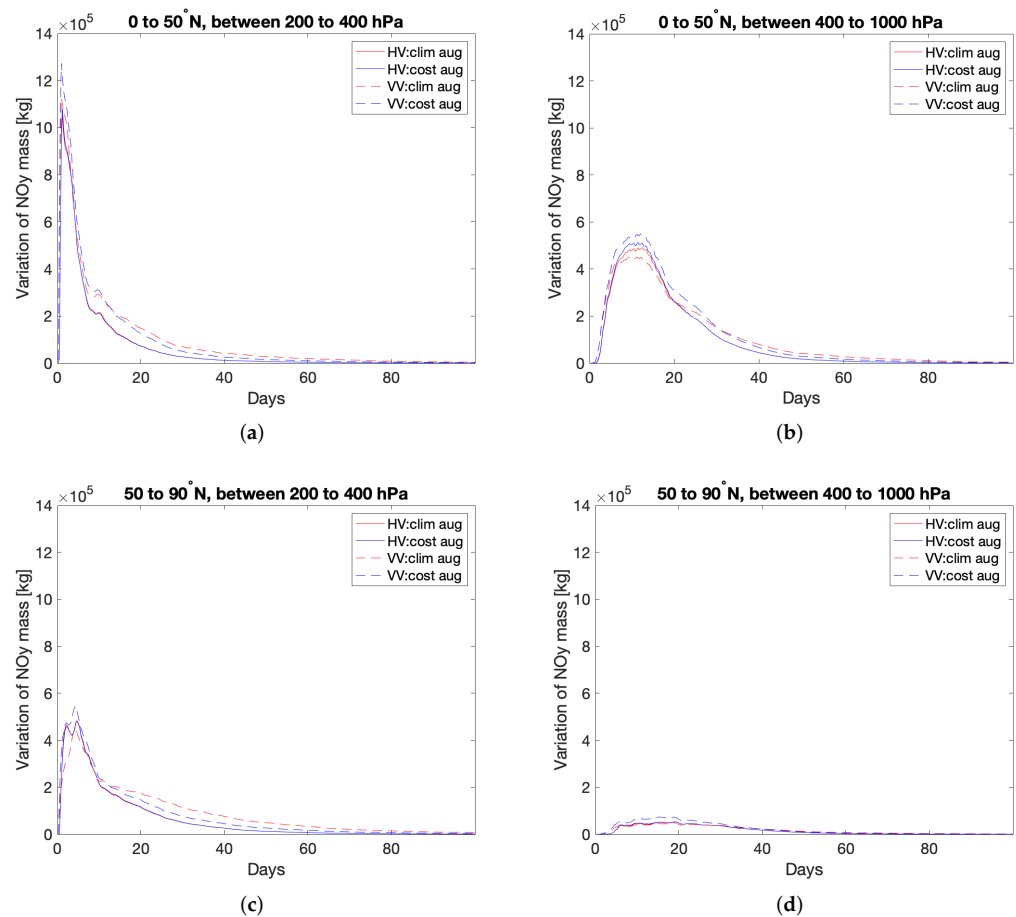 0 to 50°N, between 200 to 400 hPa
×10⁵
14
12
10
8
6
4
2
0
Variation of NOy mass [kg]
HV:clim aug
HV:cost aug
VV:clim aug
VV:cost aug
0 20 40 60 80
Days
(a)
0 to 50°N, between 400 to 1000 hPa
×10⁵
14
12
10
8
6
4
2
0
Variation of NOy mass [kg]
HV:clim aug
HV:cost aug
VV:clim aug
VV:cost aug
0 20 40 60 80
Days
(b)
50 to 90°N, between 200 to 400 hPa
×10⁵
14
12
10
8
6
4
2
0
Variation of NOy mass [kg]
HV:clim aug
HV:cost aug
VV:clim aug
VV:cost aug
0 20 40 60 80
Days
(c)
50 to 90°N, between 400 to 1000 hPa
×10⁵
14
12
10
8
6
4
2
0
Variation of NOy mass [kg]
HV:clim aug
HV:cost aug
VV:clim aug
VV:cost aug
0 20 40 60 80
Days
(d)